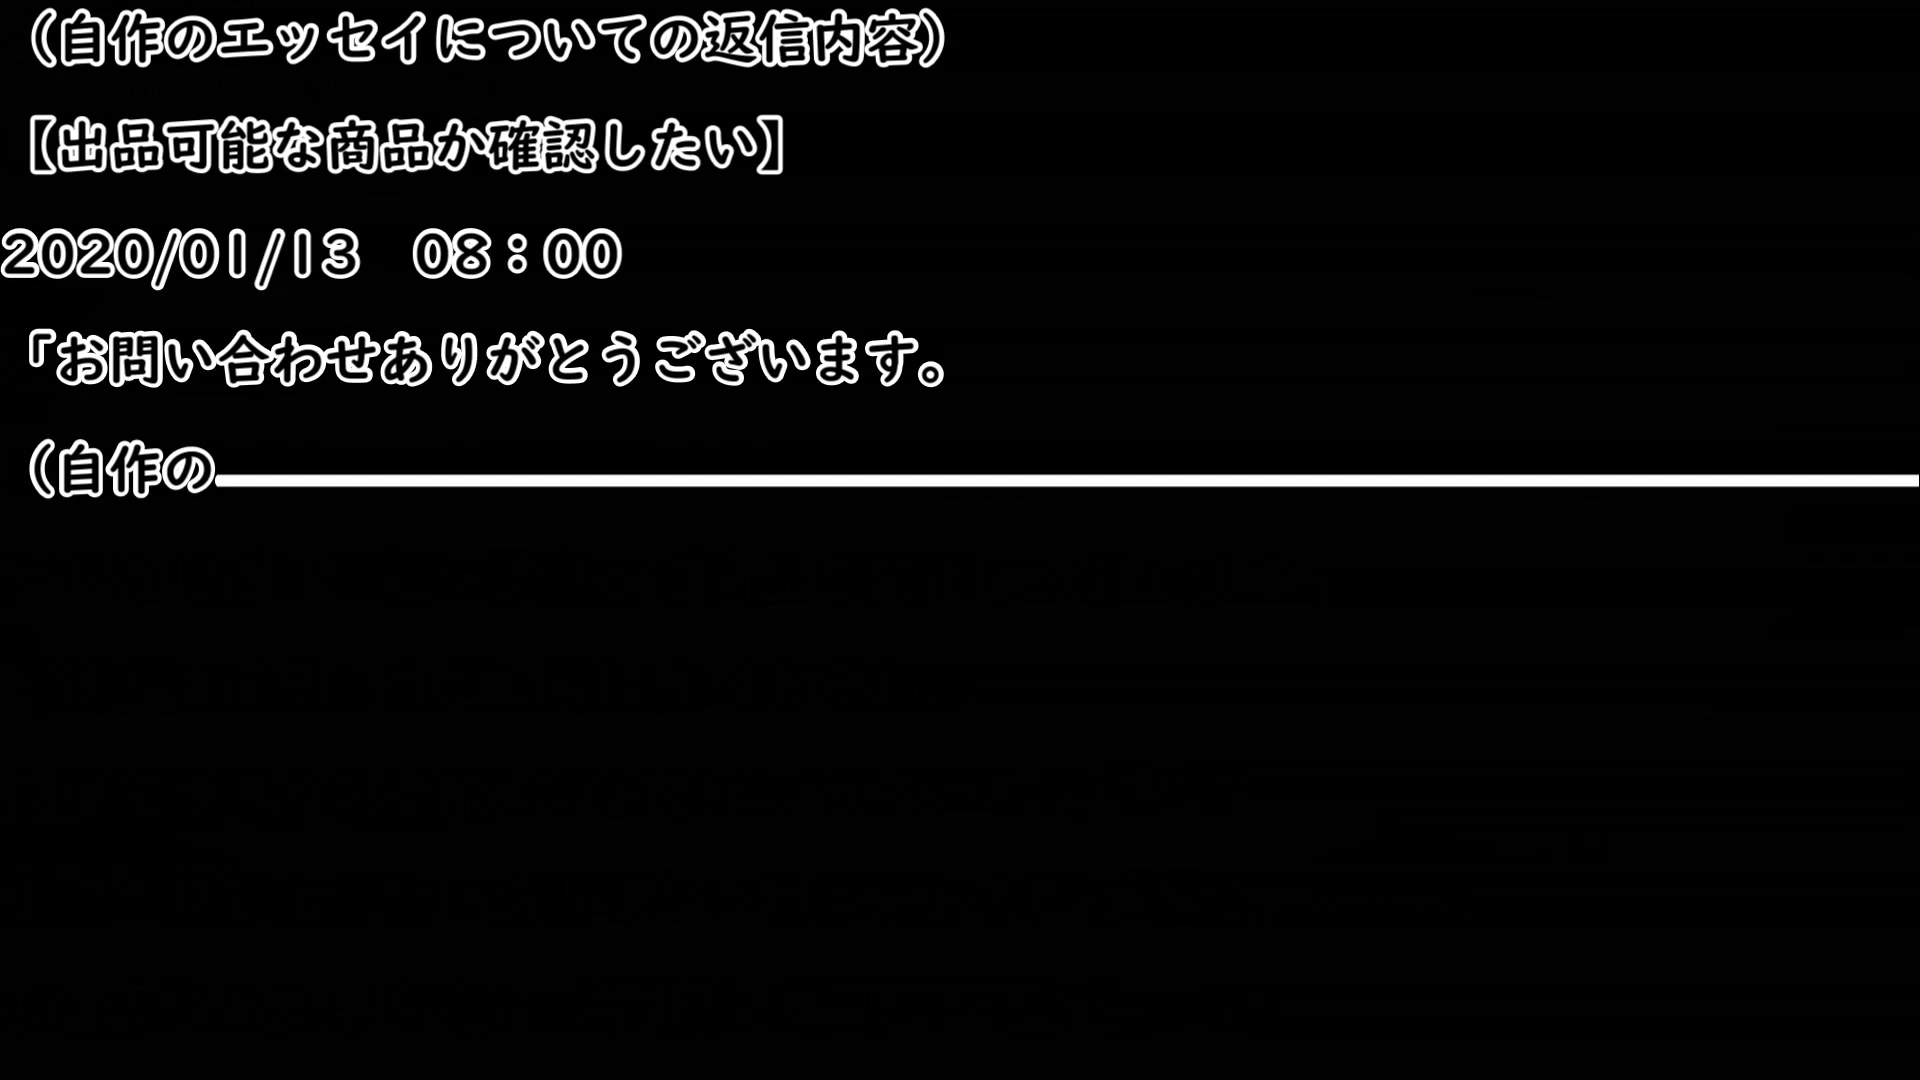 （自作のエッセイについての返信内容）
【出品可能な商品か確認したい】
2020/01/13　08：00
「お問い合わせありがとうございます。
（自作の